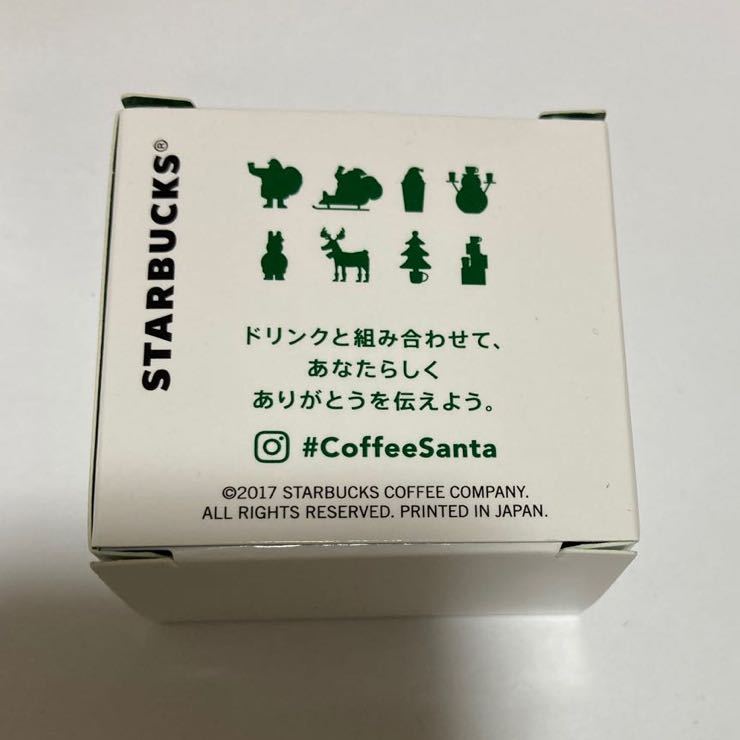 STARBUCKS®
ドリンクと組み合わせて、
あなたらしく
ありがとうを伝えよう。
#CoffeeSanta
©2017 STARBUCKS COFFEE COMPANY.
ALL RIGHTS RESERVED. PRINTED IN JAPAN.